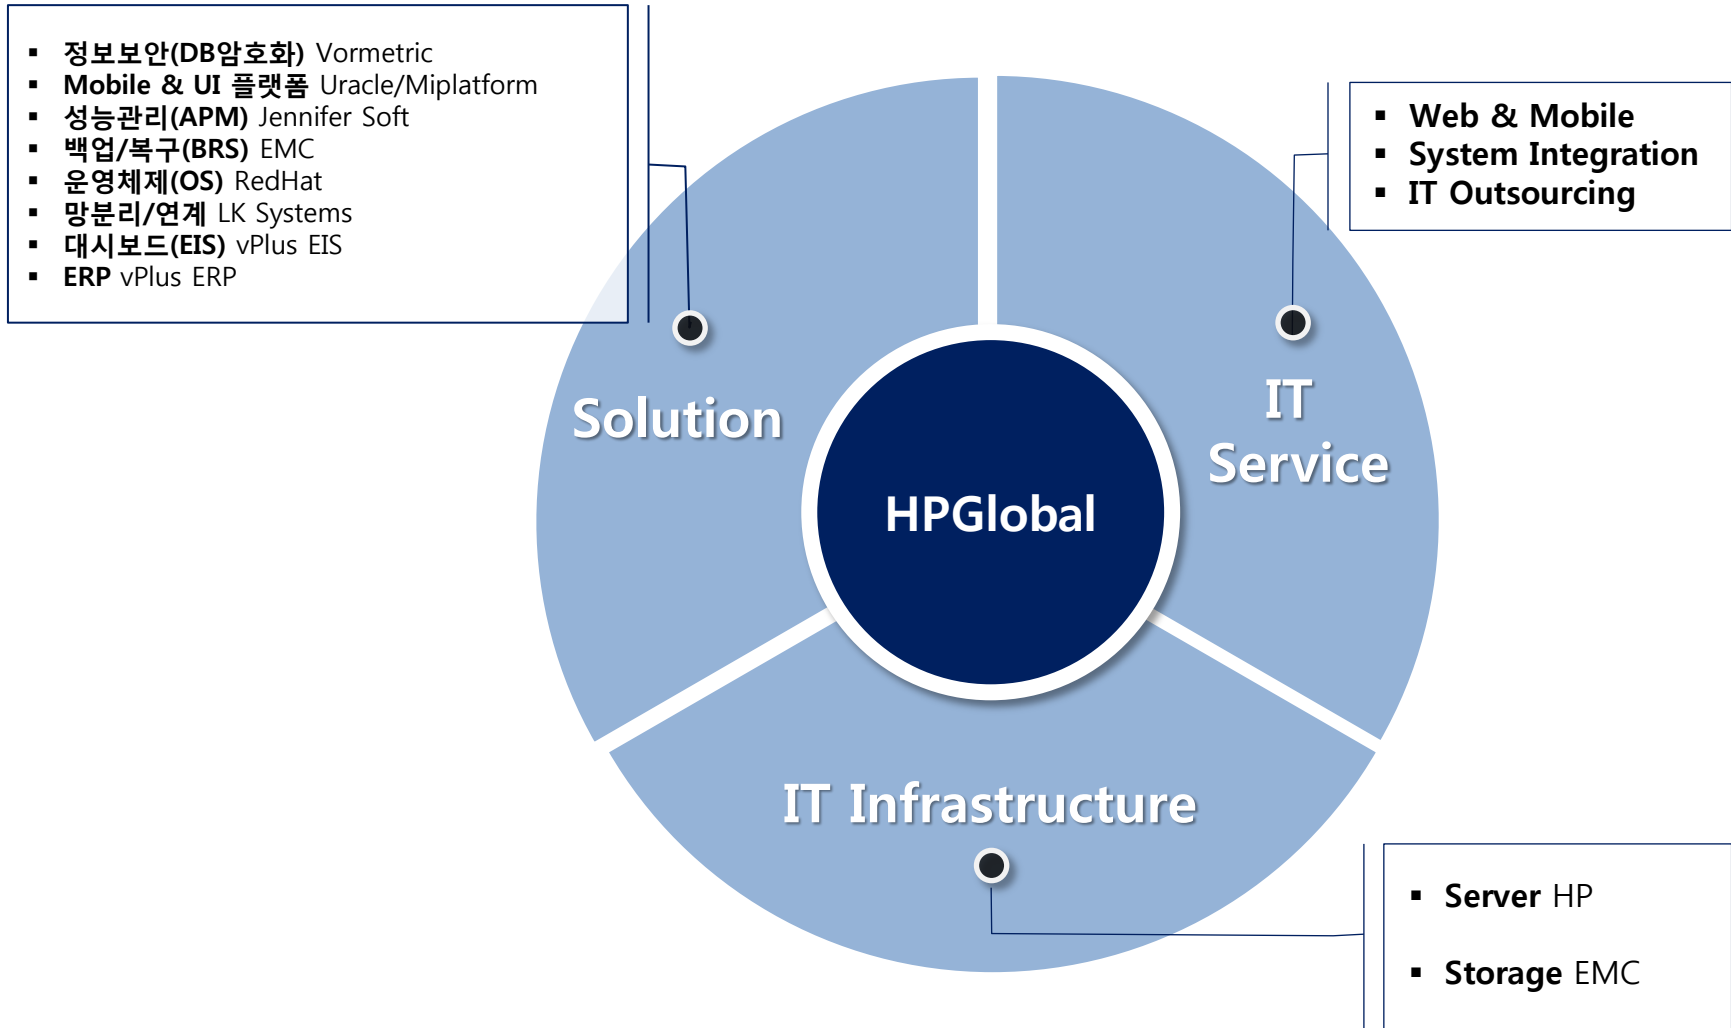 ▪ 정보보안(DB암호화) Vormetric
▪ Mobile & UI 플랫폼 Uracle/Miplatform
▪ 성능관리(APM) Jennifer Soft
▪ 백업/복구(BRS) EMC
▪ 운영체제(OS) RedHat
▪ 망분리/연계 LK Systems
▪ 대시보드(EIS) vPlus EIS
▪ ERP vPlus ERP
▪ Web & Mobile
▪ System Integration
▪ IT Outsourcing
Solution
IT
Service
HPGlobal
IT Infrastructure
▪ Server HP
▪ Storage EMC